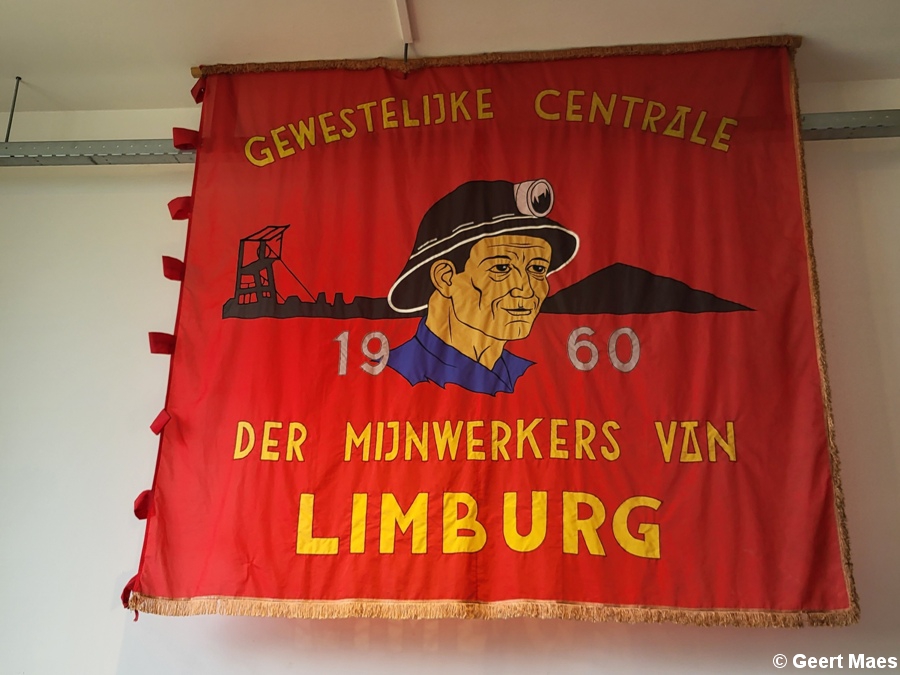 GEWESTELIJKE CENTRALE
19 60
DER MIJNWERKERS VAN
LIMBURG
© Geert Maes